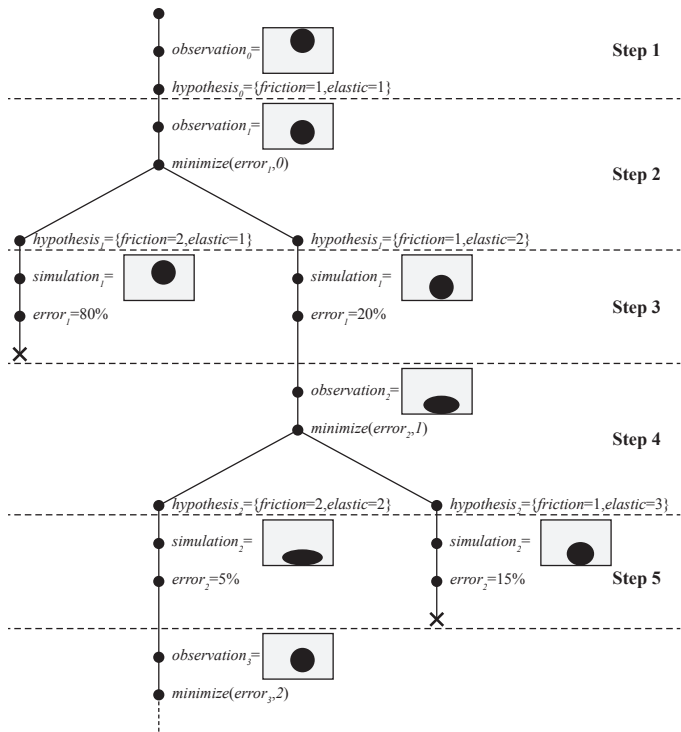 observation₀=
Step 1
hypothesis₀={friction=1,elastic=1}
observation₁=
minimize(error₁,0)
Step 2
hypothesis₁={friction=2,elastic=1}
hypothesis₁={friction=1,elastic=2}
simulation₁=
simulation₁=
Step 3
error₁=80%
error₁=20%
observation₂=
minimize(error₂,1)
Step 4
hypothesis₂={friction=2,elastic=2}
hypothesis₂={friction=1,elastic=3}
simulation₂=
simulation₂=
error₂=5%
error₂=15%
Step 5
observation₃=
minimize(error₃,2)